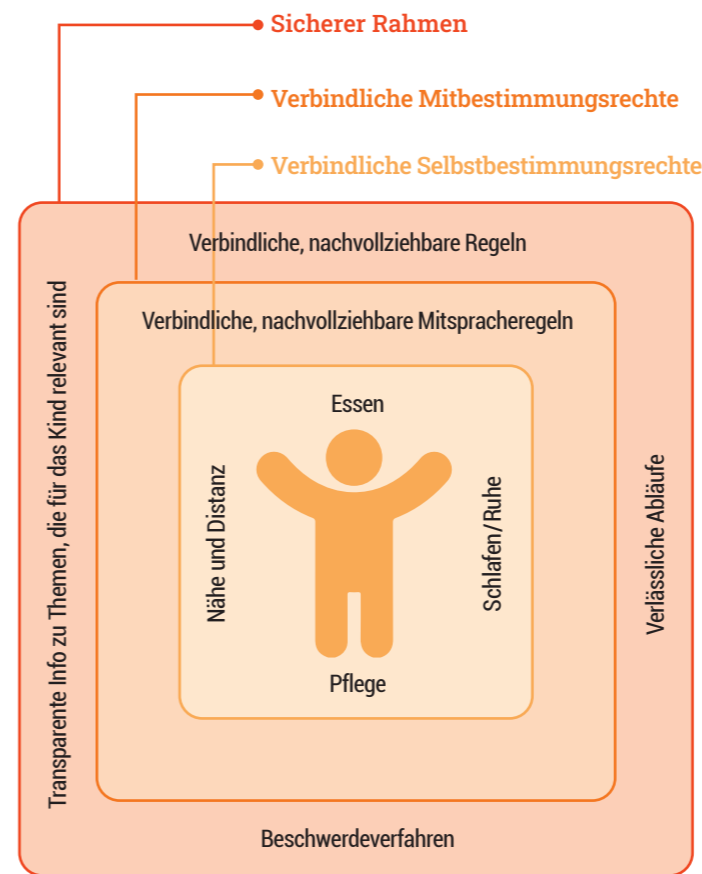 Sicherer Rahmen
Verbindliche Mitbestimmungsrechte
Verbindliche Selbstbestimmungsrechte
Verbindliche, nachvollziehbare Regeln
Transparente Info zu Themen, die für das Kind relevant sind
Verbindliche, nachvollziehbare Mitspracheregeln
Essen
Nähe und Distanz
Schlafen/Ruhe
Pflege
Verlässliche Abläufe
Beschwerdeverfahren